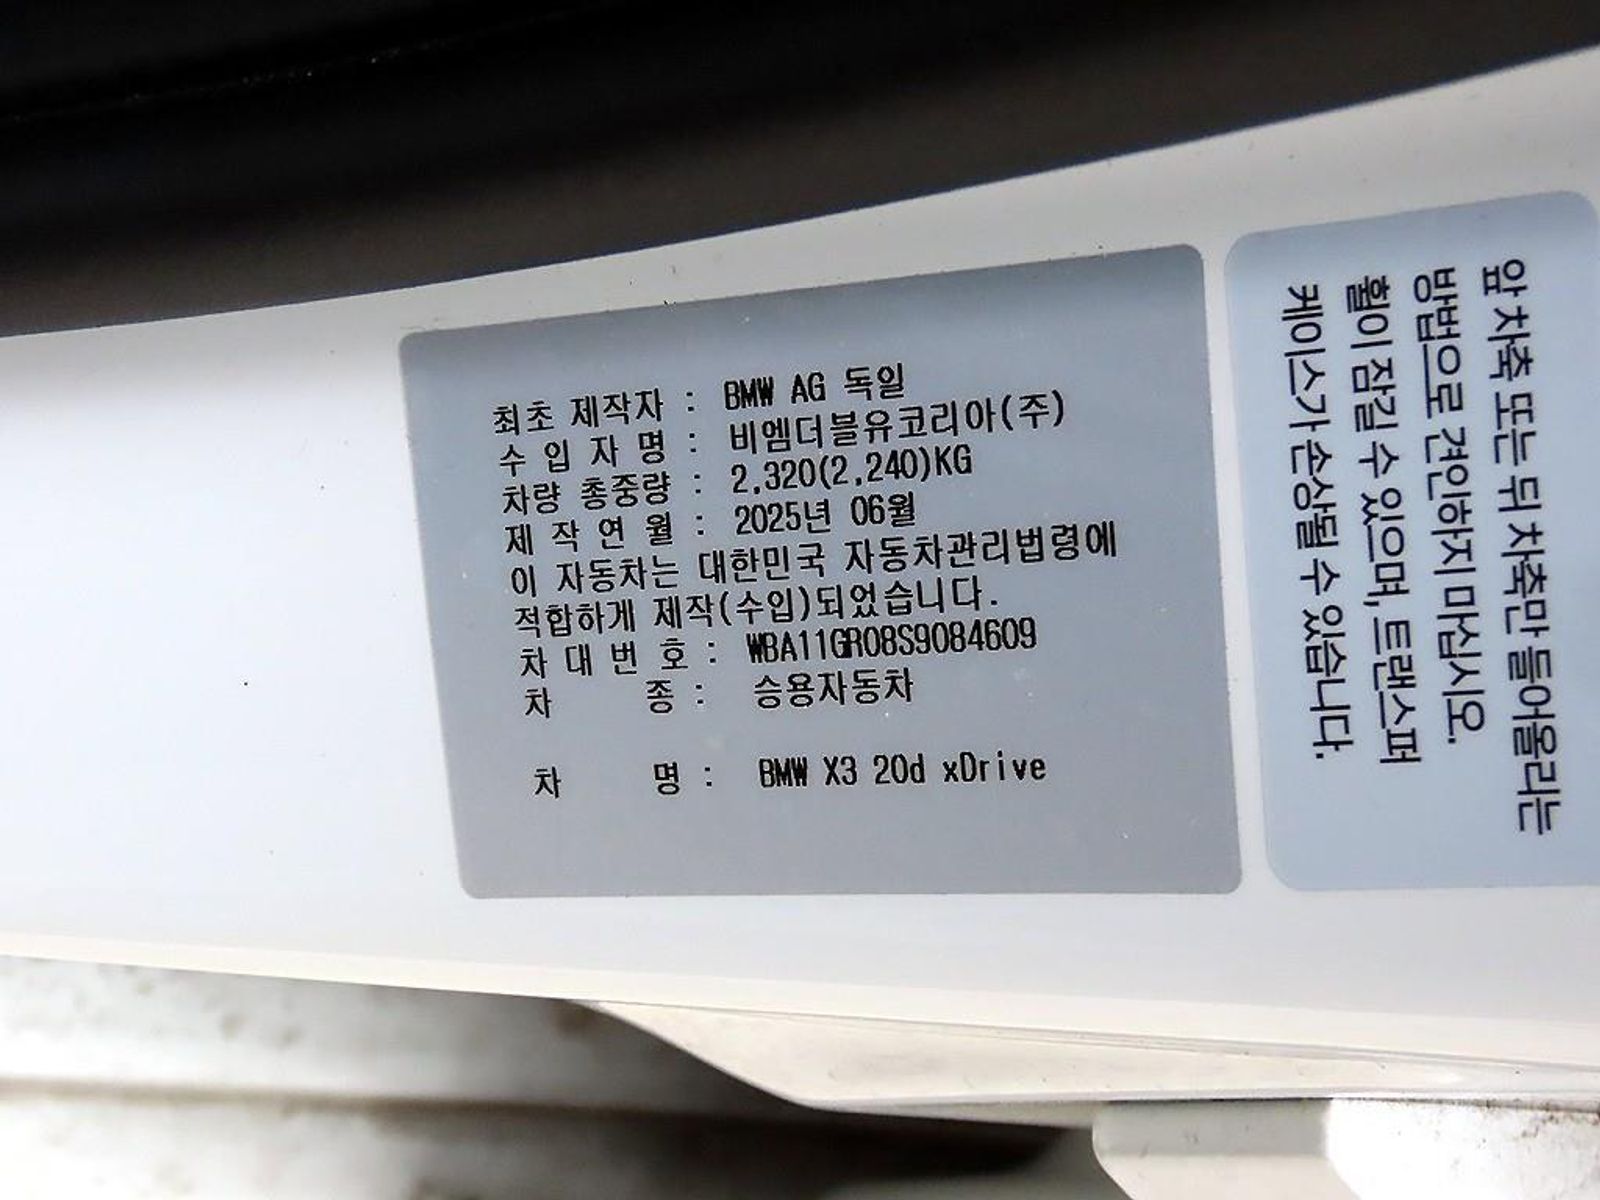 최초 제작자 : BMW AG 독일
수 입 자 명 : 비엠더블유코리아(주)
차량 총중량 : 2,320(2,240)KG
제 작 연 월 : 2025년 06월
이 자동차는 대한민국 자동차관리법령에
적합하게 제작(수입)되었습니다.
차 대 번 호 : WBA11GR08S9084609
차 종 : 승용자동차
차 명 : BMW X3 20d xDrive
앞 차축 또는 뒤 차축만 들어올리는
방법으로 견인하지 마십시오.
휠이 잠길 수 있으며, 트랜스퍼
케이스가 손상될 수 있습니다.